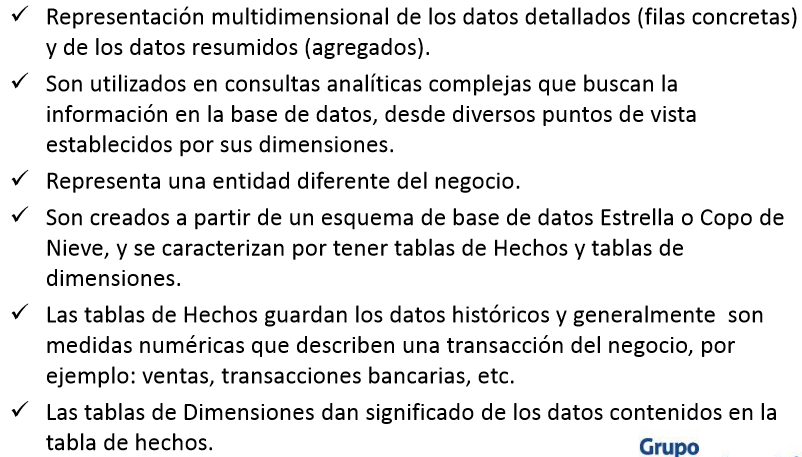 ✓ Representación multidimensional de los datos detallados (filas concretas)
y de los datos resumidos (agregados).
✓ Son utilizados en consultas analíticas complejas que buscan la
información en la base de datos, desde diversos puntos de vista
establecidos por sus dimensiones.
✓ Representa una entidad diferente del negocio.
✓ Son creados a partir de un esquema de base de datos Estrella o Copo de
Nieve, y se caracterizan por tener tablas de Hechos y tablas de
dimensiones.
✓ Las tablas de Hechos guardan los datos históricos y generalmente son
medidas numéricas que describen una transacción del negocio, por
ejemplo: ventas, transacciones bancarias, etc.
✓ Las tablas de Dimensiones dan significado de los datos contenidos en la
tabla de hechos.
Grupo